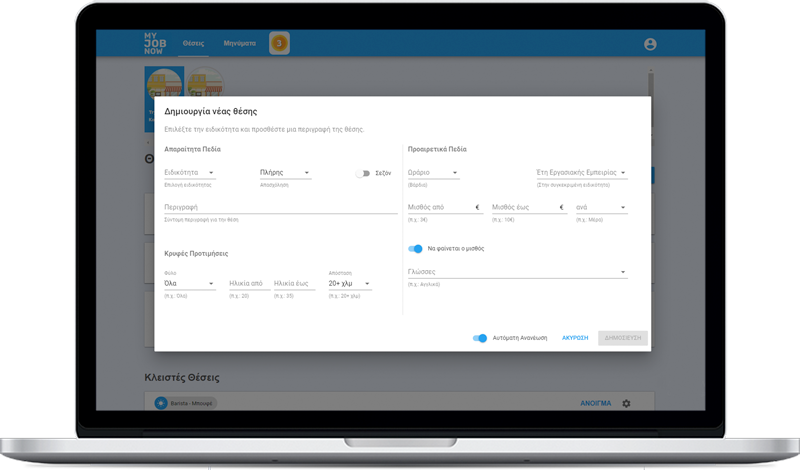 MY
JOB
NOW
Θέσεις
Μηνύματα
3
Δημιουργία νέας θέσης
Επιλέξτε την ειδικότητα και προσθέστε μια περιγραφή της θέσης.
Απαραίτητα Πεδία
Ειδικότητα
Επιλογή ειδικότητας
Πλήρης
Απασχόληση
Σεζόν
Περιγραφή
Σύντομη περιγραφή για την θέση
Κρυφές Προτιμήσεις
Φύλο
Όλα
(π.χ.: Όλα)
Ηλικία από
(π.χ.: 20)
Ηλικία έως
(π.χ.: 35)
Απόσταση
20+ χλμ
(π.χ.: 20+ χλμ)
Προαιρετικά Πεδία
Ωράριο
(Βάρδια)
Έτη Εργασιακής Εμπειρίας
(Στην συγκεκριμένη ειδικότητα)
Μισθός από €
(π.χ.: 3€)
Μισθός έως €
(π.χ.: 10€)
ανά
(π.χ.: Μέρα)
Να φαίνεται ο μισθός
Γλώσσες
(π.χ.: Αγγλικά)
Αυτόματη Ανανέωση
ΑΚΥΡΩΣΗ
ΔΗΜΟΣΙΕΥΣΗ
Κλειστές Θέσεις
Barista - Μπουφέ
ΑΝΟΙΓΜΑ